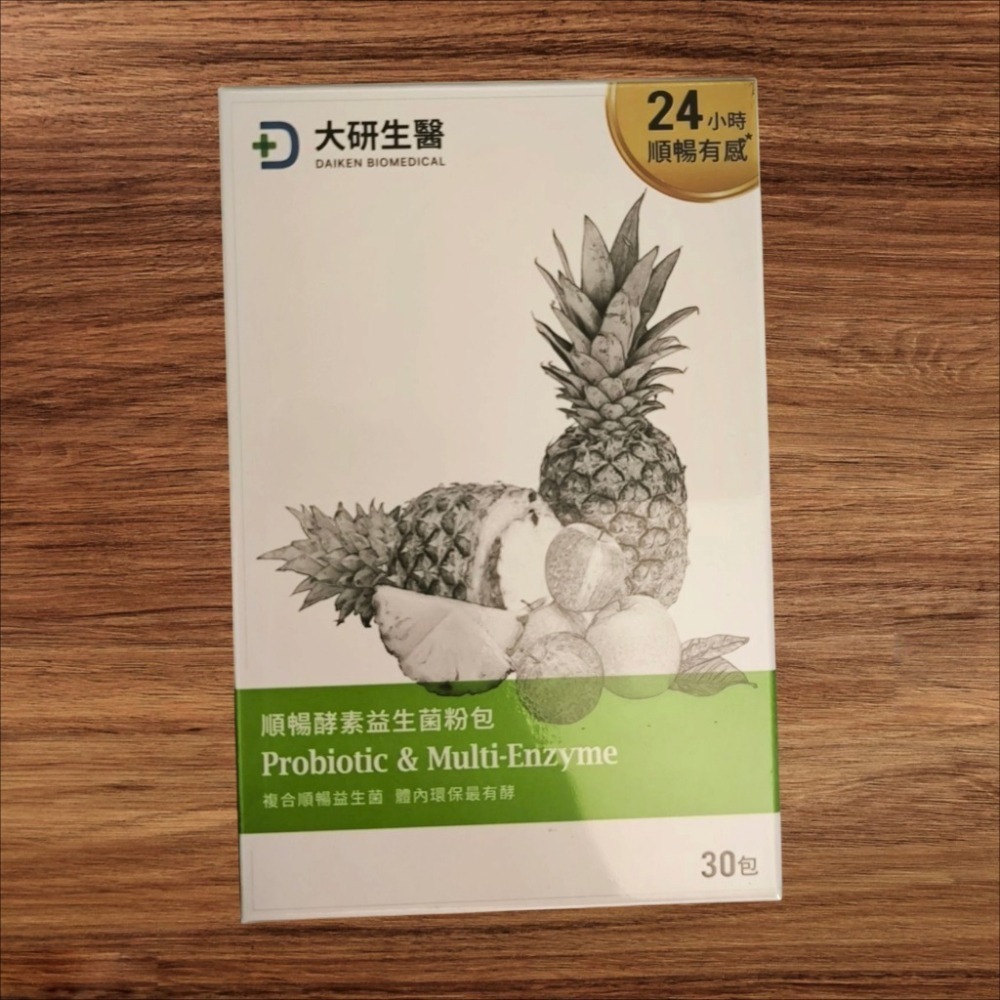 大研生醫
DAIKEN BIOMEDICAL
24小時
順暢有感*
順暢酵素益生菌粉包
Probiotic & Multi-Enzyme
複合順暢益生菌 體內環保最有酵
30包